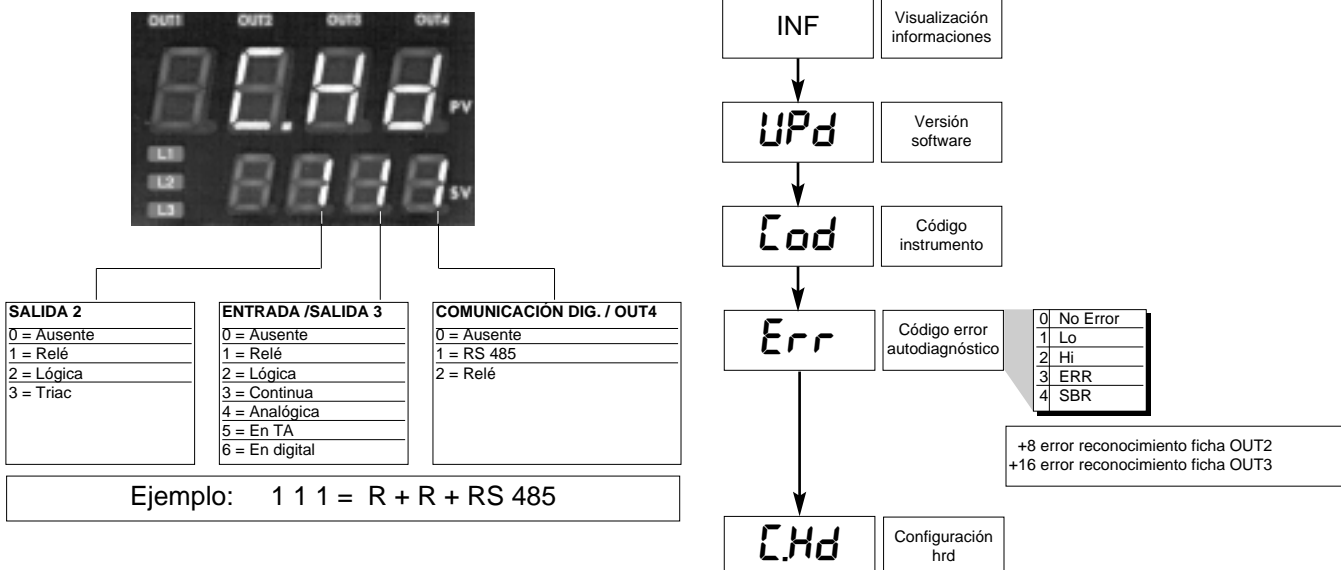 OUT1 OUT2 OUT3 OUT4
C.Hd
PV
L1
L2
L3
111
SV
SALIDA 2
0 = Ausente
1 = Relé
2 = Lógica
3 = Triac
ENTRADA /SALIDA 3
0 = Ausente
1 = Relé
2 = Lógica
3 = Continua
4 = Analógica
5 = En TA
6 = En digital
COMUNICACIÓN DIG. / OUT4
0 = Ausente
1 = RS 485
2 = Relé
Ejemplo: 1 1 1 = R + R + RS 485
INF
Visualización
informaciones
UPd
Versión
software
Cod
Código
instrumento
Err
Código error
autodiagnóstico
0 No Error
1 Lo
2 Hi
3 ERR
4 SBR
+8 error reconocimiento ficha OUT2
+16 error reconocimiento ficha OUT3
C.Hd
Configuración
hrd